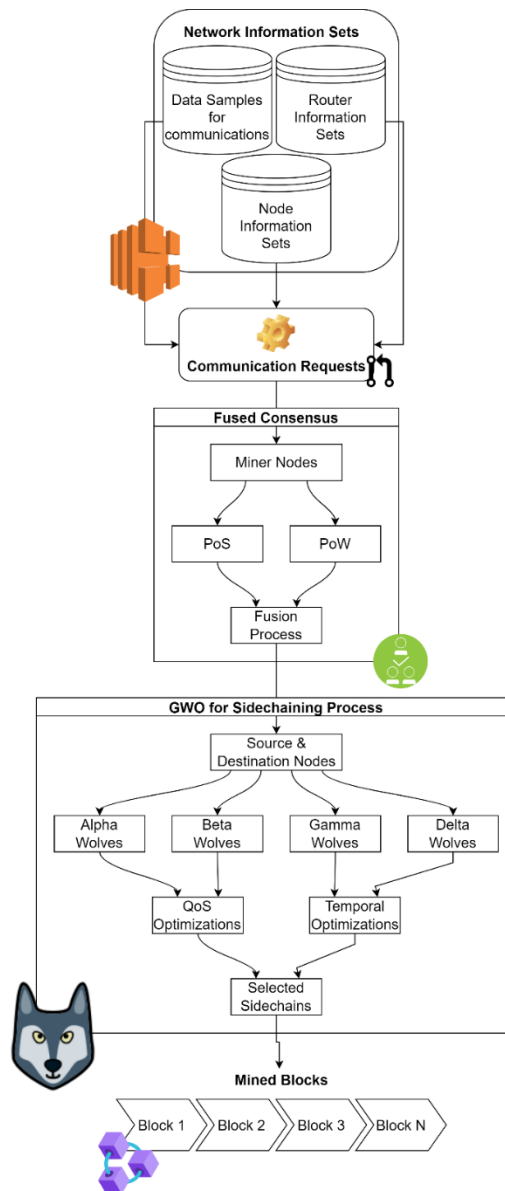 Network Information Sets
Data Samples
for
communications
Router
Information
Sets
Node
Information
Sets
Communication Requests
Fused Consensus
Miner Nodes
PoS
PoW
Fusion
Process
GWO for Sidechaining Process
Source &
Destination Nodes
Alpha
Wolves
Beta
Wolves
Gamma
Wolves
Delta
Wolves
QoS
Optimizations
Temporal
Optimizations
Selected
Sidechains
Mined Blocks
Block 1
Block 2
Block 3
Block N